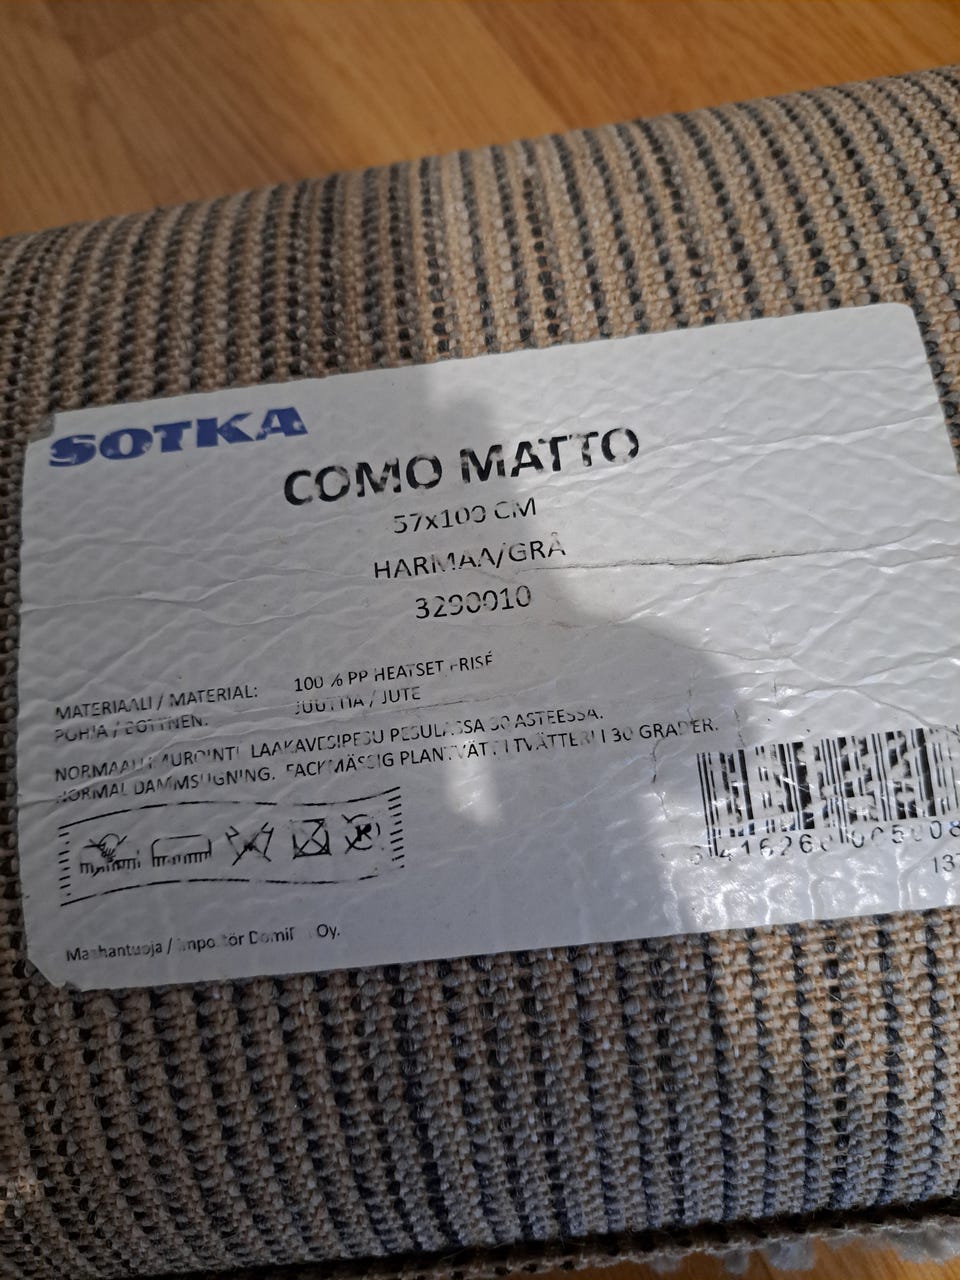 SOTKA
COMO MATTO
57x100 CM
HARMAA/GRÅ
3290010
MATERIAALI / MATERIAL: 100 % PP HEATSET FRISÉ
POHJA / BOTTNEN: JUUTTIA / JUTE
NORMAALI IMUROINTI. LAAKAVESIPESU PESULASSA 30 ASTEESSA.
NORMAL DAMMSUGNING. FACKMÄSSIG PLANTVÄTT I TVÄTTERI I 30 GRADER.
Maahantuoja / Importör Oy.